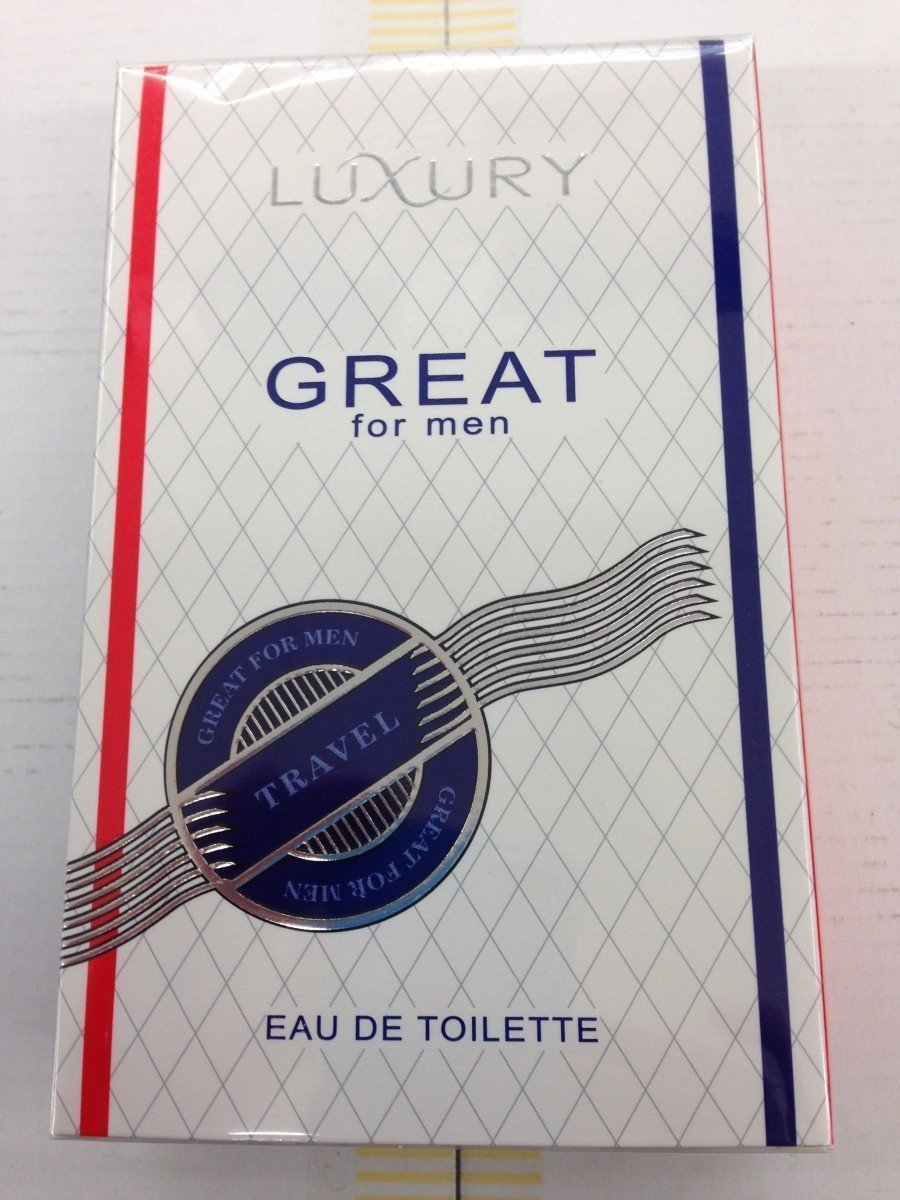 LUXURY
GREAT
for men
GREAT FOR MEN
TRAVEL
GREAT FOR MEN
EAU DE TOILETTE